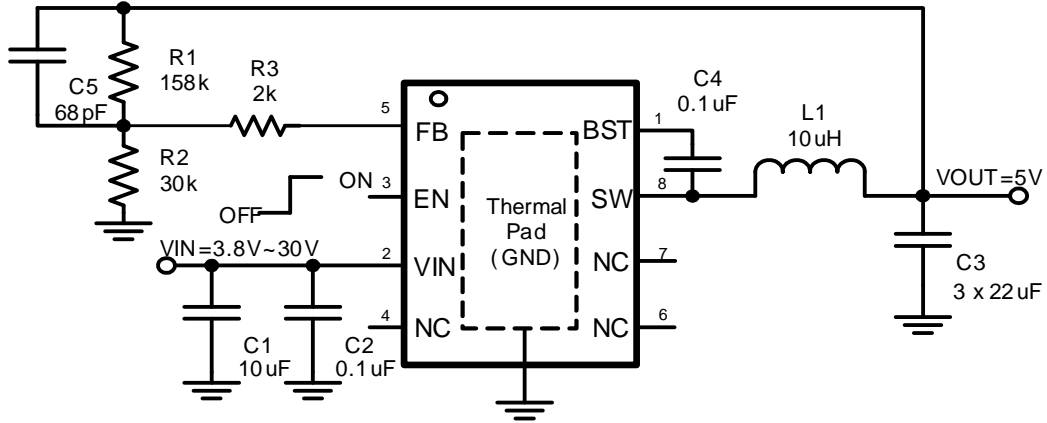 C5
68pF
R1
158k
R3
2k
R2
30k
OFF
ON
VIN=3.8V~30V
C1
10uF
C2
0.1uF
5
FB
3
EN
2
VIN
4
NC
Thermal
Pad
(GND)
BST
1
SW
8
NC
7
NC
6
C4
0.1uF
L1
10uH
VOUT=5V
C3
3 x 22uF